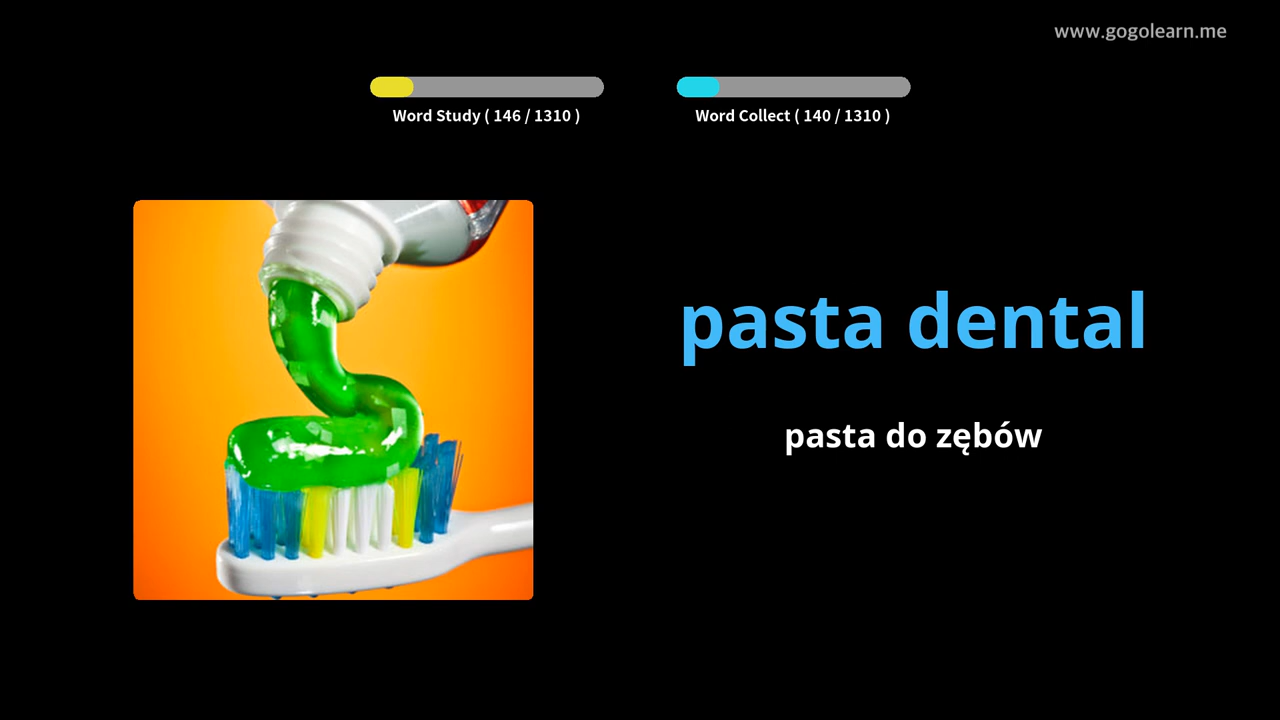 www.gogolearn.me
Word Study ( 146 / 1310 )
Word Collect ( 140 / 1310 )
pasta dental
pasta do zębów